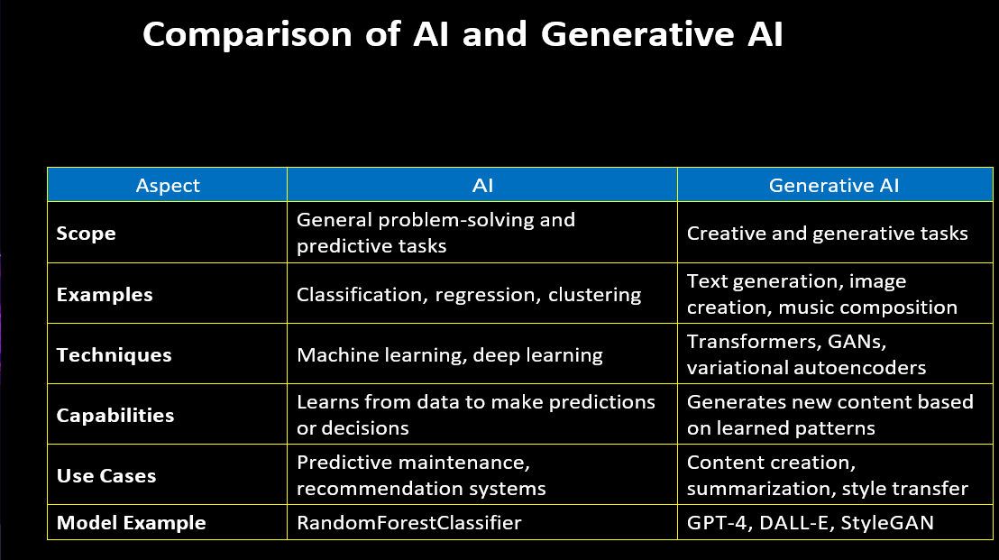 Comparison of AI and Generative AI
Aspect AI Generative AI
Scope
General problem-solving and
predictive tasks
Creative and generative tasks
Examples
Classification, regression, clustering
Text generation, image
creation, music composition
Techniques
Machine learning, deep learning
Transformers, GANs,
variational autoencoders
Capabilities
Learns from data to make predictions
or decisions
Generates new content based
on learned patterns
Use Cases
Predictive maintenance,
recommendation systems
Content creation,
summarization, style transfer
Model Example
RandomForestClassifier
GPT-4, DALL-E, StyleGAN